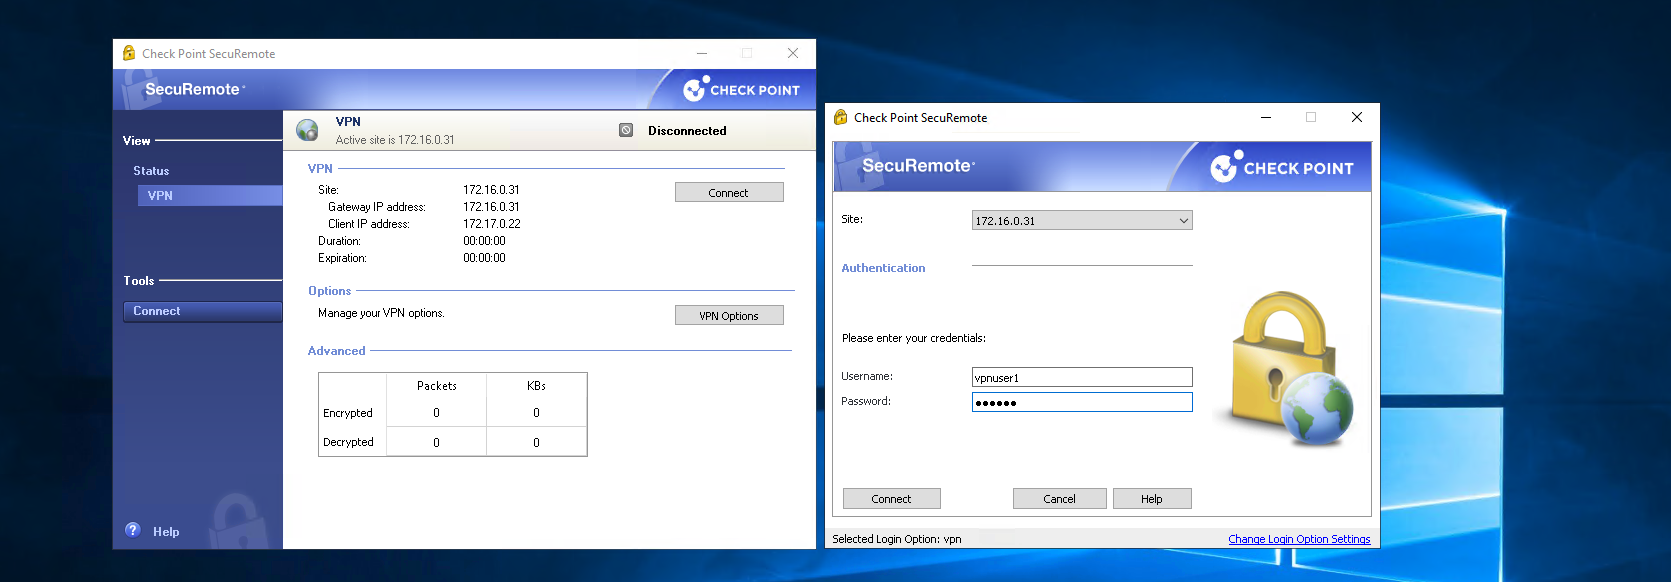 Check Point SecuRemote
SecuRemote
CHECK POINT
View
Status
VPN
Tools
Connect
? Help
VPN
Active site is 172.16.0.31
Disconnected
VPN
Site: 172.16.0.31
Connect
Gateway IP address: 172.16.0.31
Client IP address: 172.17.0.22
Duration: 00:00:00
Expiration: 00:00:00
Options
Manage your VPN options.
VPN Options
Advanced
Packets KBs
Encrypted 0 0
Decrypted 0 0
Check Point SecuRemote
SecuRemote
CHECK POINT
Site: 172.16.0.31
Authentication
Please enter your credentials:
Username: vpnuser1
Password: ●●●●●●
Connect Cancel Help
Selected Login Option: vpn Change Login Option Settings